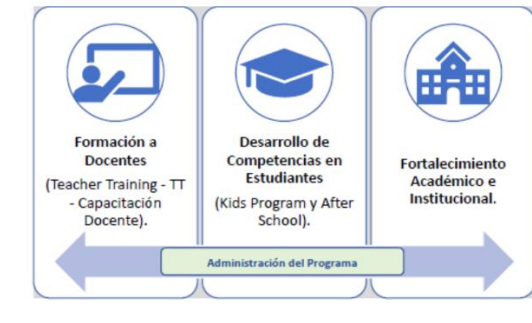 Formación a
Docentes
(Teacher Training - TT
- Capacitación
Docente).
Desarrollo de
Competencias en
Estudiantes
(Kids Program y After
School).
Fortalecimiento
Académico e
Institucional.
Administración del Programa